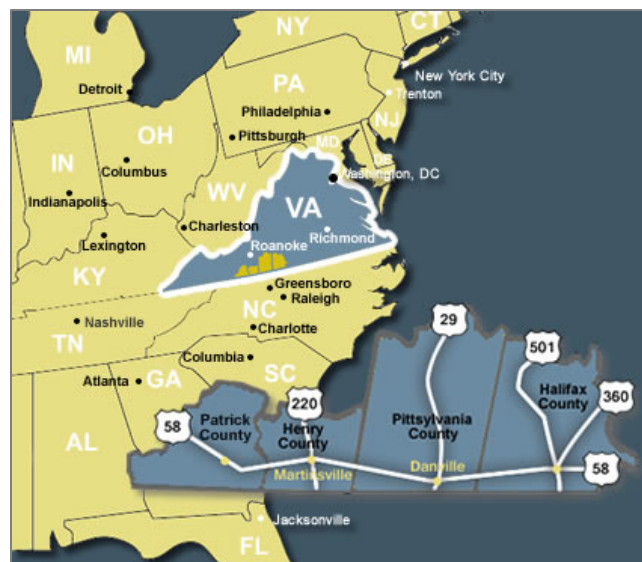 NY
CT
MI
New York City
PA
Detroit
Trenton
Philadelphia
OH
NJ
Pittsburgh
MD
IN
DE
Columbus
Washington, DC
WV
Indianapolis
VA
Charleston
Richmond
Lexington
Roanoke
KY
Greensboro
Raleigh
NC
Nashville
TN
Charlotte
29
Columbia
501
GA
SC
Atlanta
Halifax
County
360
220
Patrick
County
58
Pittsylvania
County
Henry
County
AL
Danville
58
Martinsville
Jacksonville
FL